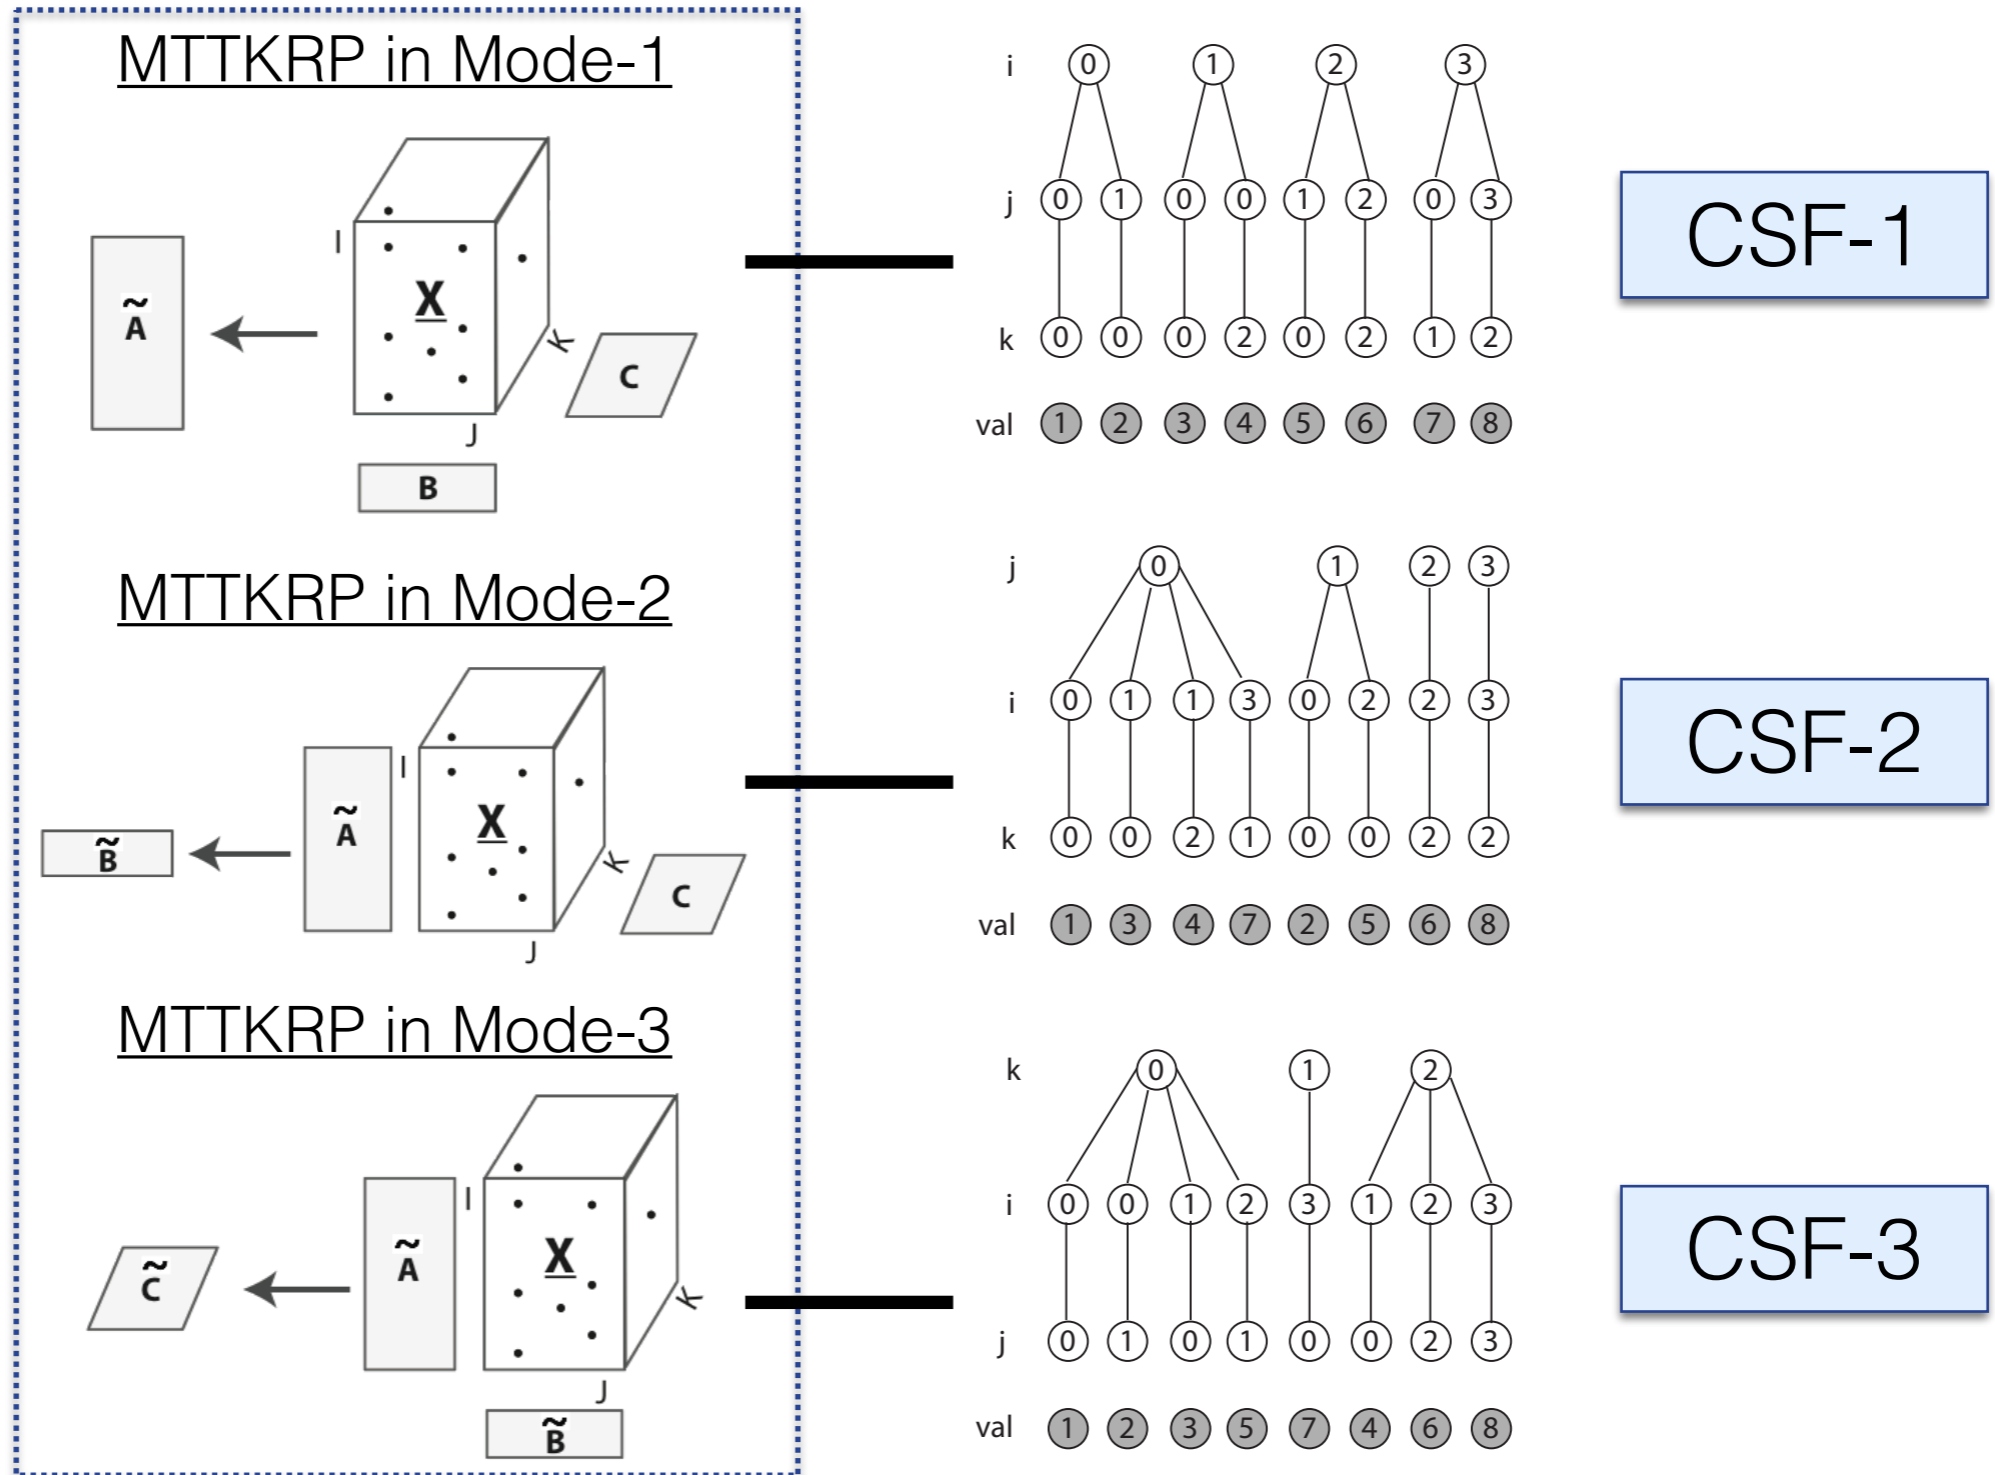 MTTKRP in Mode-1
Ã
I
X
K
J
C
B
i 0 1 2 3
j 0 1 0 0 1 2 0 3
k 0 0 0 2 0 2 1 2
val 1 2 3 4 5 6 7 8
CSF-1
MTTKRP in Mode-2
B̃
Ã
I
X
K
J
C
j 0 1 2 3
i 0 1 1 3 0 2 2 3
k 0 0 2 1 0 0 2 2
val 1 3 4 7 2 5 6 8
CSF-2
MTTKRP in Mode-3
C̃
Ã
I
X
K
J
B̃
k 0 1 2
i 0 0 1 2 3 1 2 3
j 0 1 0 1 0 0 2 3
val 1 2 3 5 7 4 6 8
CSF-3